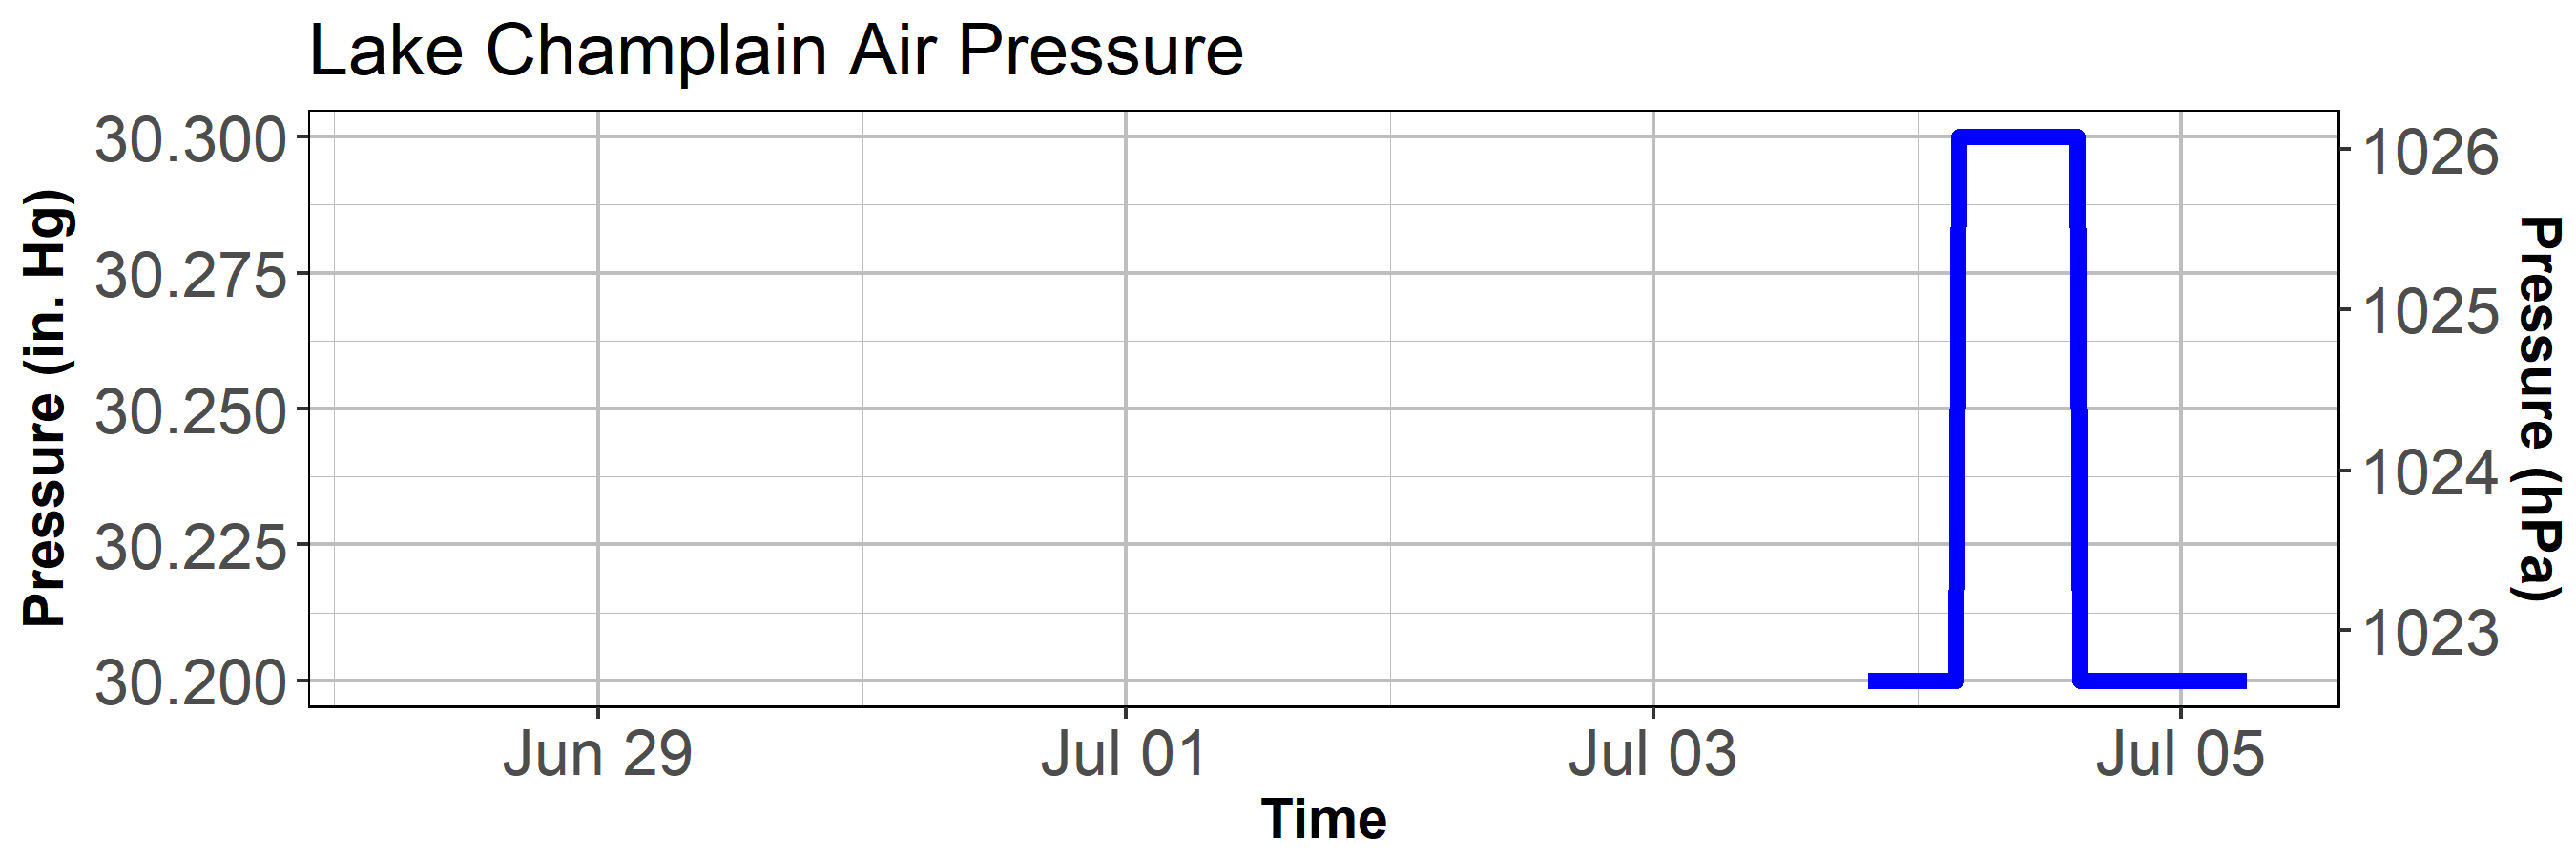 Lake Champlain Air Pressure
30.300
30.275
30.250
30.225
30.200
Pressure (in. Hg)
1026
1025
1024
1023
Pressure (hPa)
Jun 29
Jul 01
Jul 03
Jul 05
Time